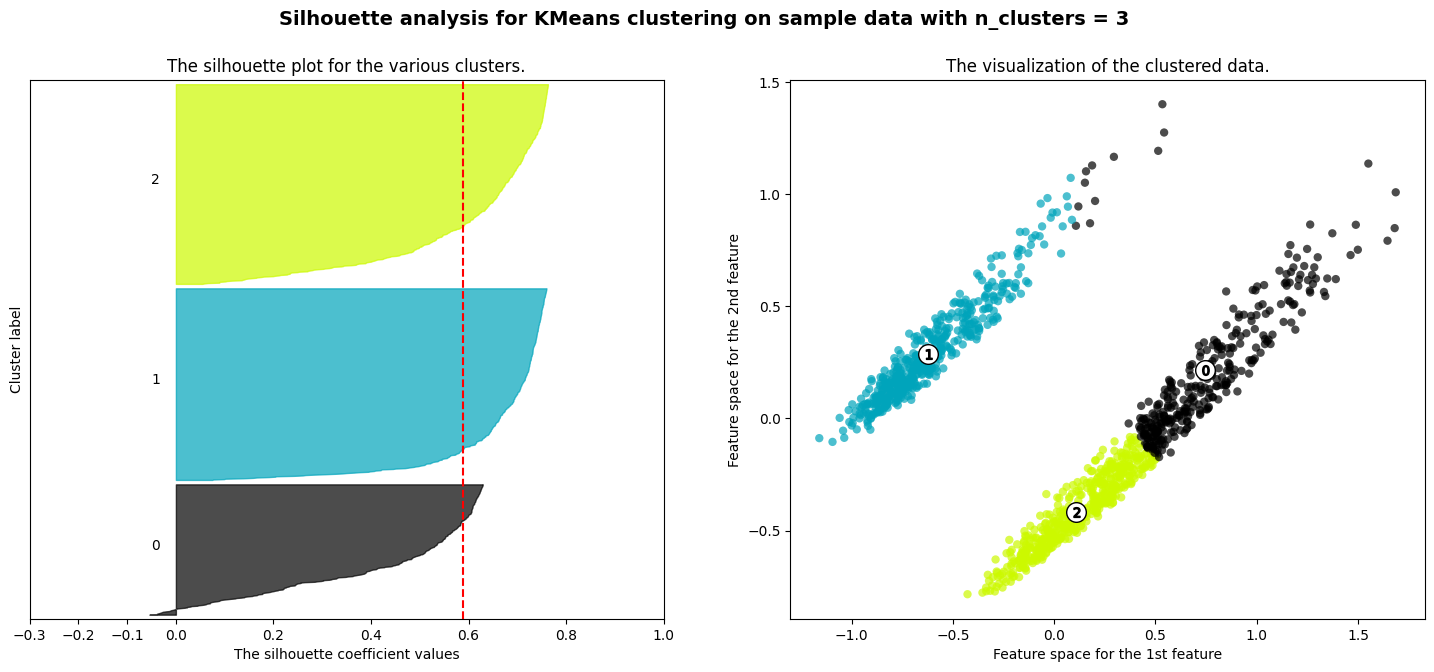 Silhouette analysis for KMeans clustering on sample data with n_clusters = 3
The silhouette plot for the various clusters.
2
1
0
Cluster label
−0.3 −0.2 −0.1 0.0 0.2 0.4 0.6 0.8 1.0
The silhouette coefficient values
The visualization of the clustered data.
1.5
1.0
0.5
0.0
−0.5
Feature space for the 2nd feature
1
0
2
−1.0 −0.5 0.0 0.5 1.0 1.5
Feature space for the 1st feature